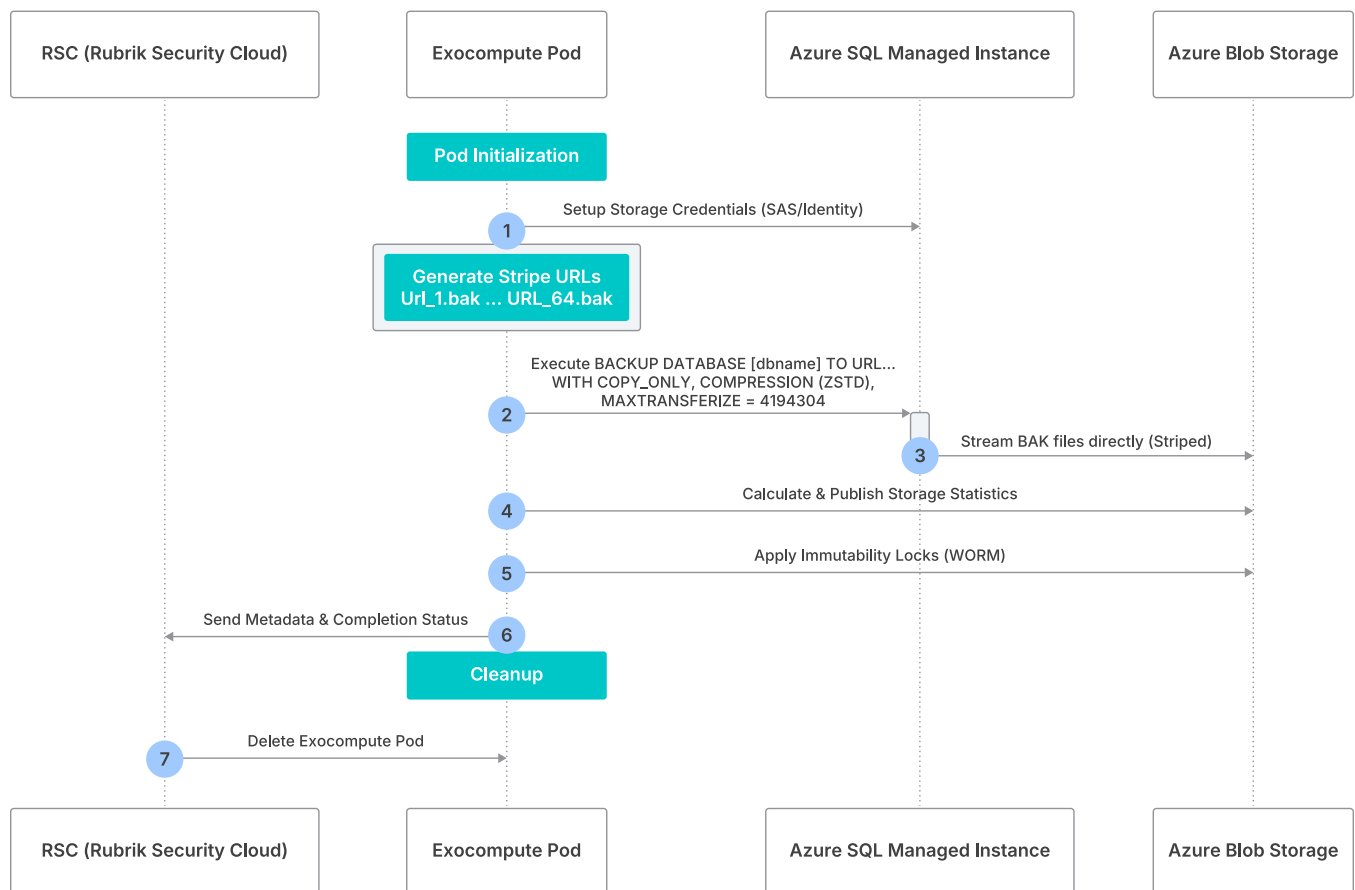 RSC (Rubrik Security Cloud)
Exocompute Pod
Azure SQL Managed Instance
Azure Blob Storage
Pod Initialization
Setup Storage Credentials (SAS/Identity)
1
Generate Stripe URLs
Url_1.bak ... URL_64.bak
Execute BACKUP DATABASE [dbname] TO URL...
WITH COPY_ONLY, COMPRESSION (ZSTD),
MAXTRANSFERIZE = 4194304
2
Stream BAK files directly (Striped)
3
Calculate & Publish Storage Statistics
4
Apply Immutability Locks (WORM)
5
Send Metadata & Completion Status
6
Cleanup
Delete Exocompute Pod
7
RSC (Rubrik Security Cloud)
Exocompute Pod
Azure SQL Managed Instance
Azure Blob Storage